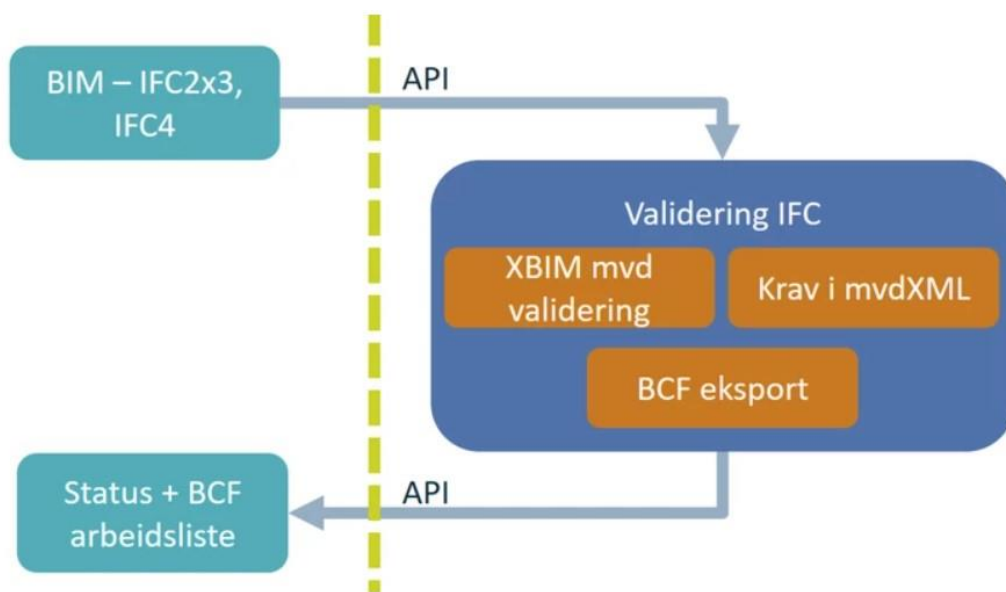 BIM – IFC2x3,
IFC4
API
Validering IFC
XBIM mvd
validering
Krav i mvdXML
BCF eksport
Status + BCF
arbeidsliste
API